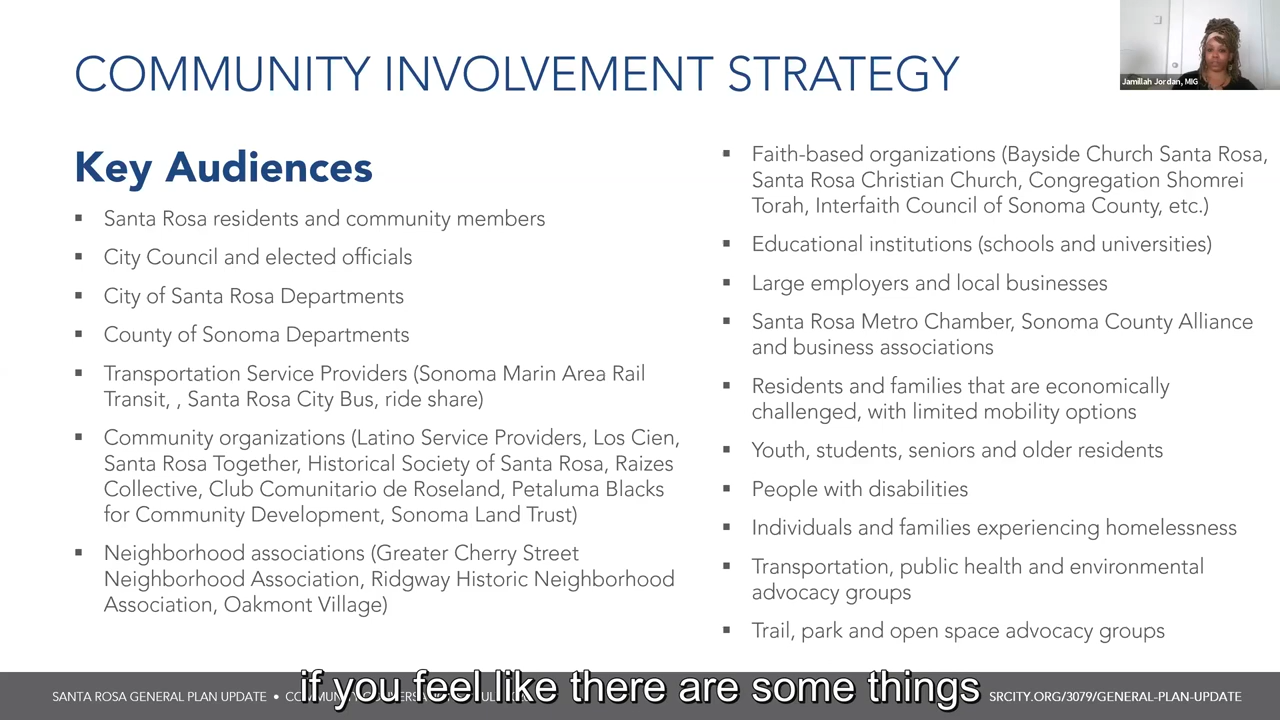 COMMUNITY INVOLVEMENT STRATEGY
Jamillah Jordan, MIG
Key Audiences
▪ Santa Rosa residents and community members
▪ City Council and elected officials
▪ City of Santa Rosa Departments
▪ County of Sonoma Departments
▪ Transportation Service Providers (Sonoma Marin Area Rail
Transit, , Santa Rosa City Bus, ride share)
▪ Community organizations (Latino Service Providers, Los Cien,
Santa Rosa Together, Historical Society of Santa Rosa, Raizes
Collective, Club Comunitario de Roseland, Petaluma Blacks
for Community Development, Sonoma Land Trust)
▪ Neighborhood associations (Greater Cherry Street
Neighborhood Association, Ridgway Historic Neighborhood
Association, Oakmont Village)
▪ Faith-based organizations (Bayside Church Santa Rosa,
Santa Rosa Christian Church, Congregation Shomrei
Torah, Interfaith Council of Sonoma County, etc.)
▪ Educational institutions (schools and universities)
▪ Large employers and local businesses
▪ Santa Rosa Metro Chamber, Sonoma County Alliance
and business associations
▪ Residents and families that are economically
challenged, with limited mobility options
▪ Youth, students, seniors and older residents
▪ People with disabilities
▪ Individuals and families experiencing homelessness
▪ Transportation, public health and environmental
advocacy groups
▪ Trail, park and open space advocacy groups
SANTA ROSA GENERAL PLAN UPDATE •
if you feel like there are some things
SRCITY.ORG/3079/GENERAL-PLAN-UPDATE